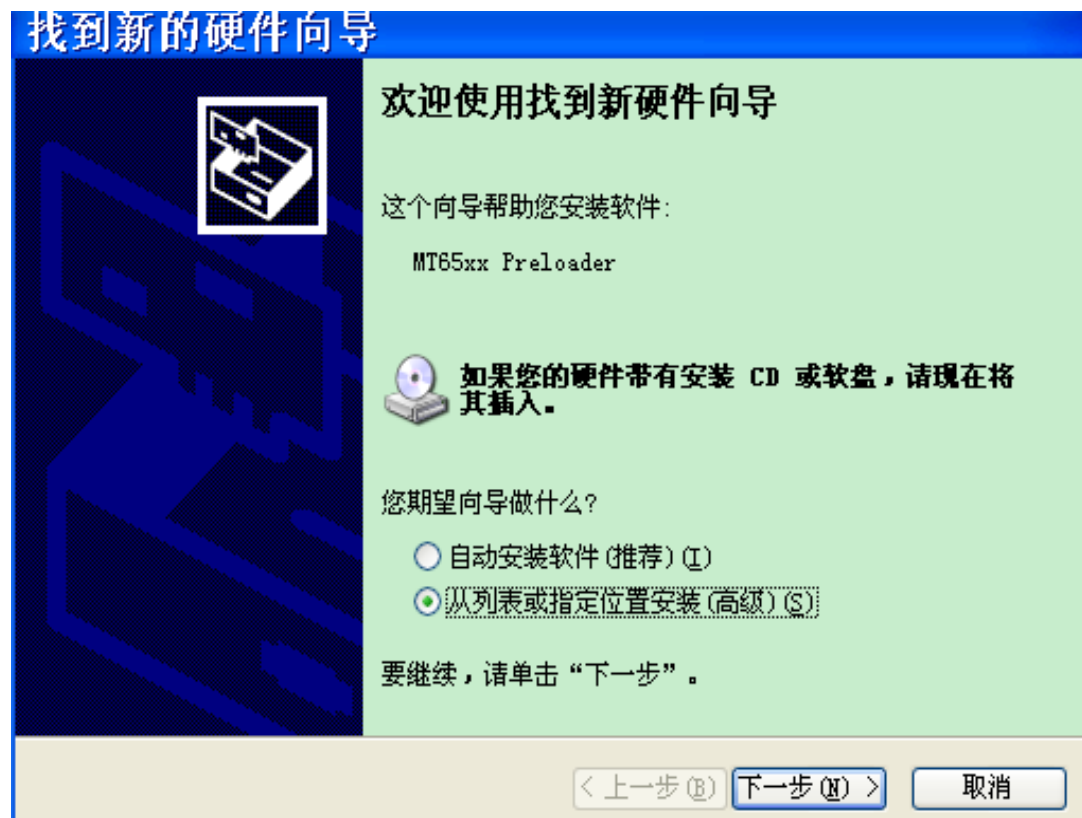 找到新的硬件向导
欢迎使用找到新硬件向导
这个向导帮助您安装软件:
MT65xx Preloader
如果您的硬件带有安装 CD 或软盘，请现在将
其插入。
您期望向导做什么?
自动安装软件(推荐)(I)
从列表或指定位置安装(高级)(S)
要继续，请单击“下一步”。
< 上一步(B)
下一步(N) >
取消